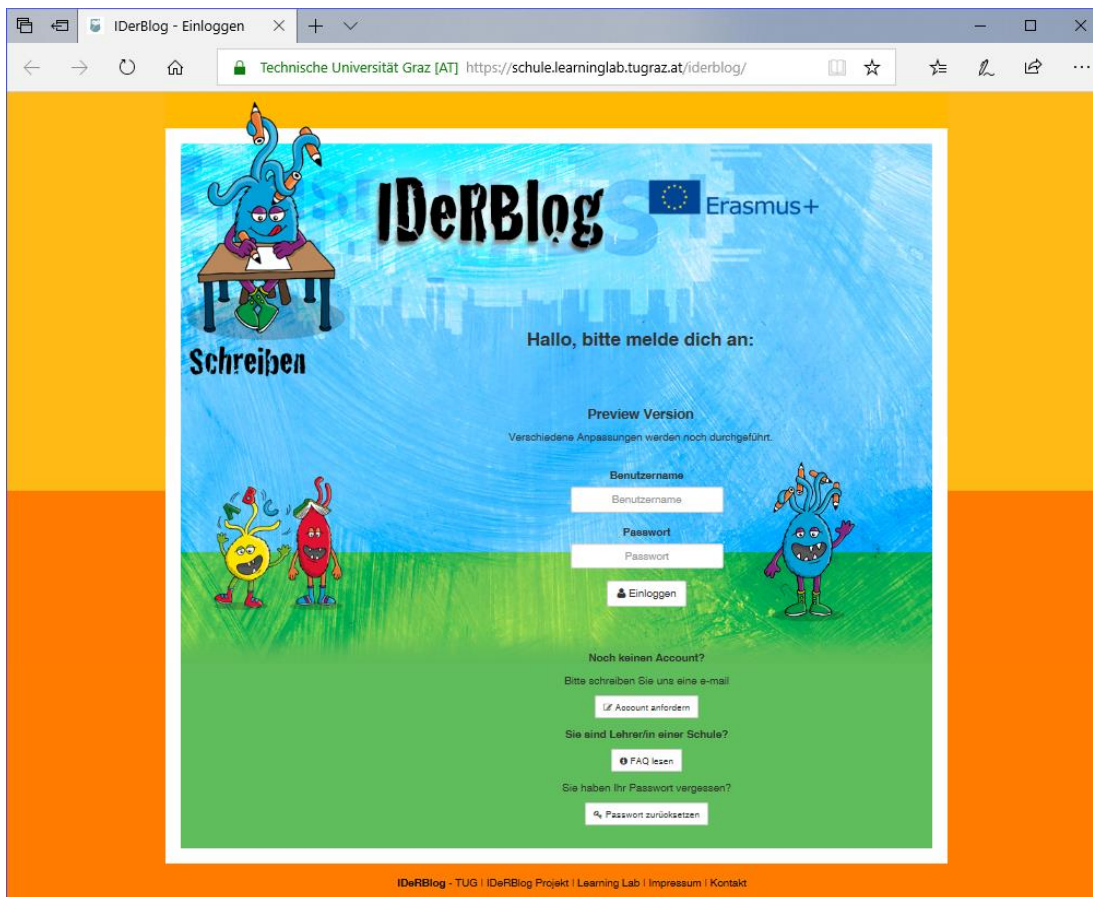 IDerBlog - Einloggen
Technische Universität Graz [AT] https://schule.learninglab.tugraz.at/iderblog/
IDeRBlog
Erasmus+
Schreiben
Hallo, bitte melde dich an:
Preview Version
Verschiedene Anpassungen werden noch durchgeführt.
Benutzername
Benutzername
Passwort
Passwort
Einloggen
A B C
Noch keinen Account?
Bitte schreiben Sie uns eine e-mail
Account anfordern
Sie sind Lehrer/in einer Schule?
FAQ lesen
Sie haben Ihr Passwort vergessen?
Passwort zurücksetzen
IDeRBlog - TUG | IDeRBlog Projekt | Learning Lab | Impressum | Kontakt